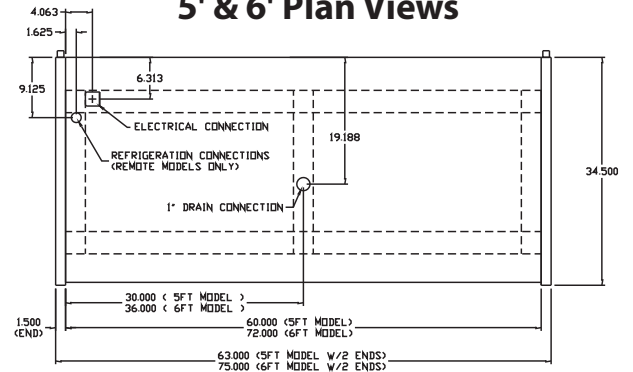 5' & 6' Plan Views
4.063
1.625
9.125
6.313
ELECTRICAL CONNECTION
19.188
REFRIGERATION CONNECTIONS
(REMOTE MODELS ONLY)
34.500
1" DRAIN CONNECTION
30.000 ( 5FT MODEL )
36.000 ( 6FT MODEL )
1.500
(END)
60.000 (5FT MODEL)
72.000 (6FT MODEL)
63.000 (5FT MODEL W/2 ENDS)
75.000 (6FT MODEL W/2 ENDS)